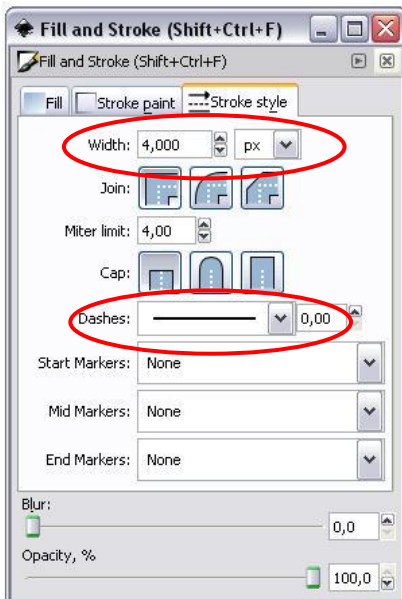 Fill and Stroke (Shift+Ctrl+F)
Fill and Stroke (Shift+Ctrl+F)
Fill Stroke paint Stroke style
Width: 4,000 px
Join:
Miter limit: 4,00
Cap:
Dashes: 0,00
Start Markers: None
Mid Markers: None
End Markers: None
Blur:
0,0
Opacity, %
100,0